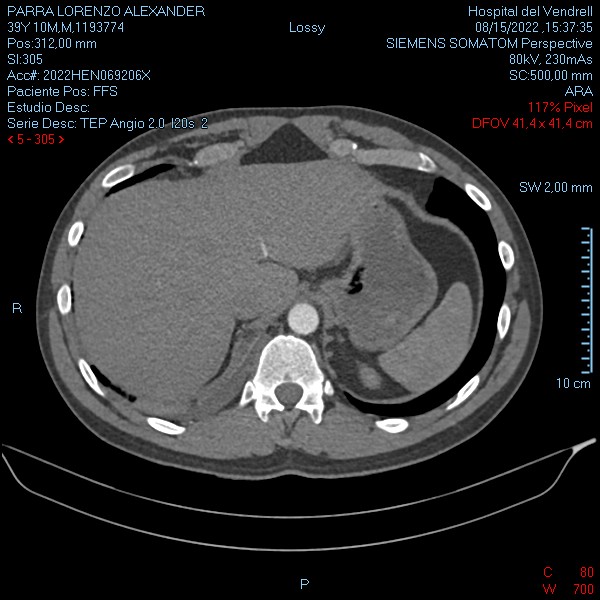 PARRA LORENZO ALEXANDER
39Y 10M,M,1193774
Pos:312,00 mm
SI:305
Acc#: 2022HEN069206X
Paciente Pos: FFS
Estudio Desc:
Serie Desc: TEP Angio 2.0 I20s 2
< 5 - 305 >
Lossy
Hospital del Vendrell
08/15/2022 ,15:37:35
SIEMENS SOMATOM Perspective
80kV, 230mAs
SC:500,00 mm
ARA
117% Pixel
DFOV 41,4 x 41,4 cm
SW 2,00 mm
R
10 cm
P
C 80
W 700